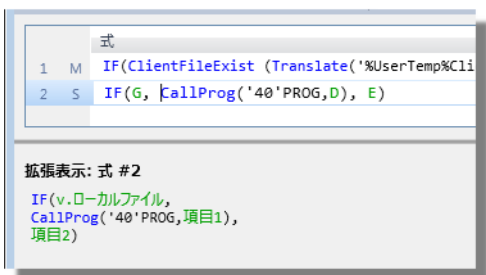 式
1 M IF(ClientFileExist (Translate('%UserTemp%Cli
2 S IF(G, CallProg('40'PROG,D), E)
拡張表示: 式 #2
IF(v.ローカルファイル,
CallProg('40'PROG,項目1),
項目2)